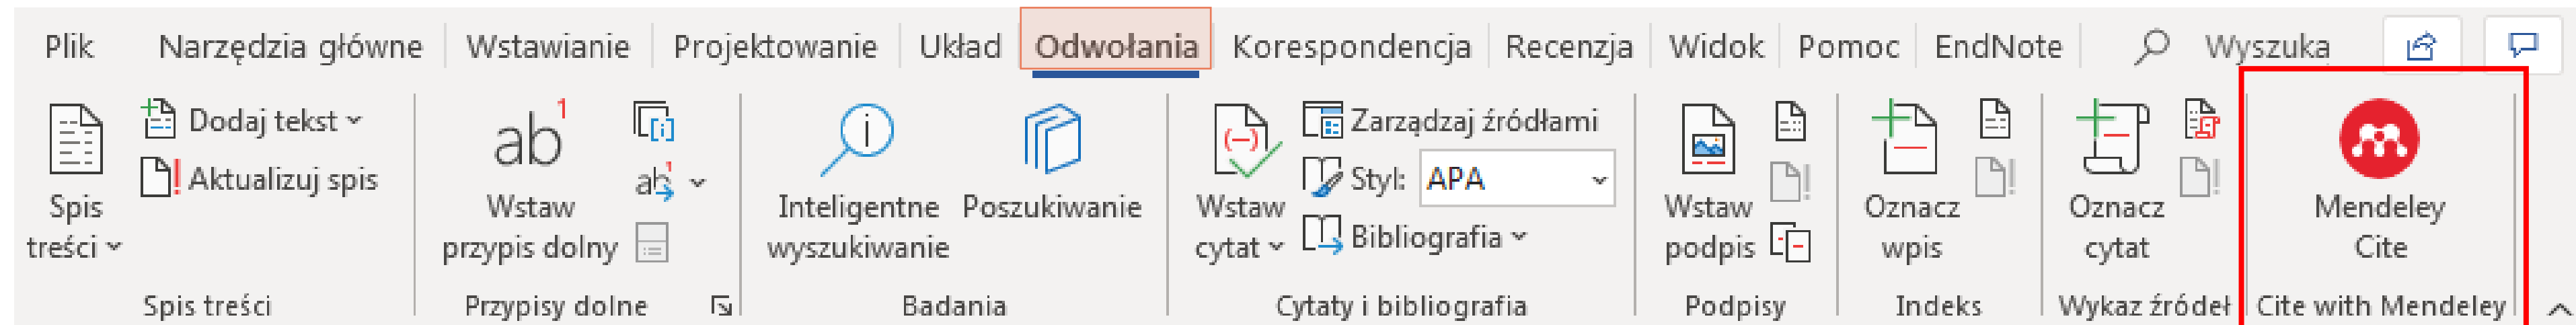 Plik Narzędzia główne Wstawianie Projektowanie Układ Odwołania Korespondencja Recenzja Widok Pomoc EndNote Wyszuka
Spis
treści
Dodaj tekst
Aktualizuj spis
Spis treści
ab1
Wstaw
przypis dolny
ab1
Przypisy dolne
Inteligentne
wyszukiwanie
Poszukiwanie
Badania
Wstaw
cytat
Zarządzaj źródłami
Styl: APA
Bibliografia
Cytaty i bibliografia
Wstaw
podpis
Podpisy
Oznacz
wpis
Indeks
Oznacz
cytat
Wykaz źródeł
Mendeley
Cite
Cite with Mendeley